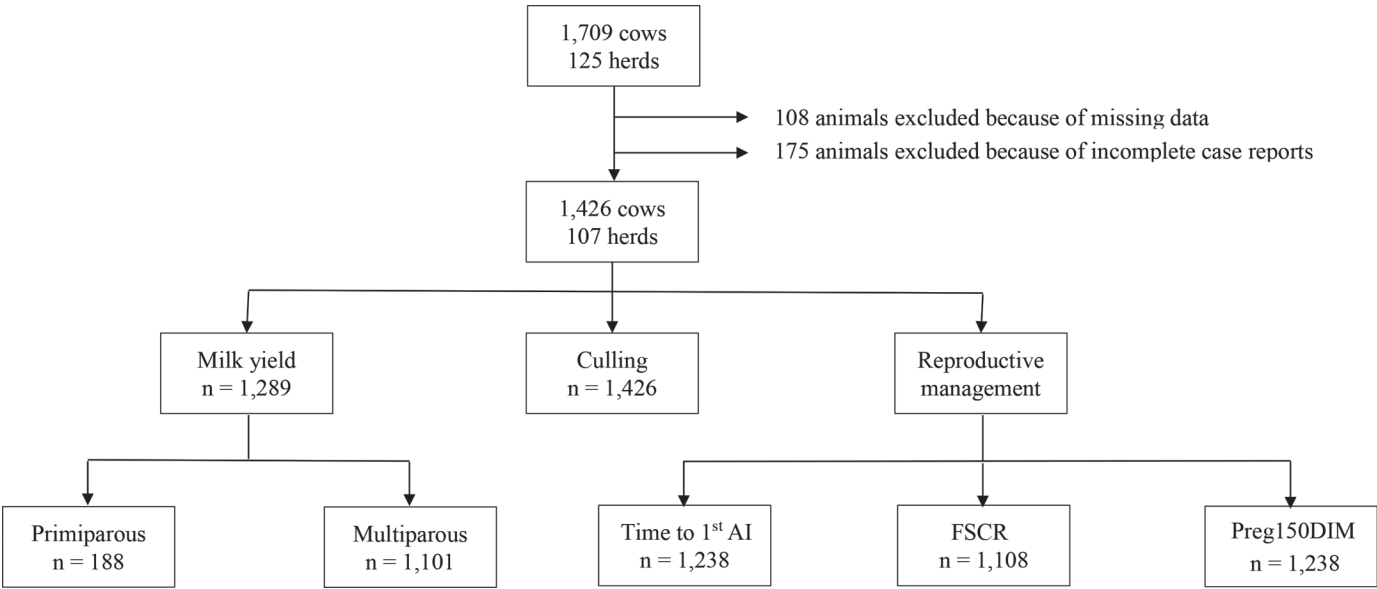 1,709 cows
125 herds
108 animals excluded because of missing data
175 animals excluded because of incomplete case reports
1,426 cows
107 herds
Milk yield
n = 1,289
Culling
n = 1,426
Reproductive
management
Primiparous
n = 188
Multiparous
n = 1,101
Time to 1st AI
n = 1,238
FSCR
n = 1,108
Preg150DIM
n = 1,238